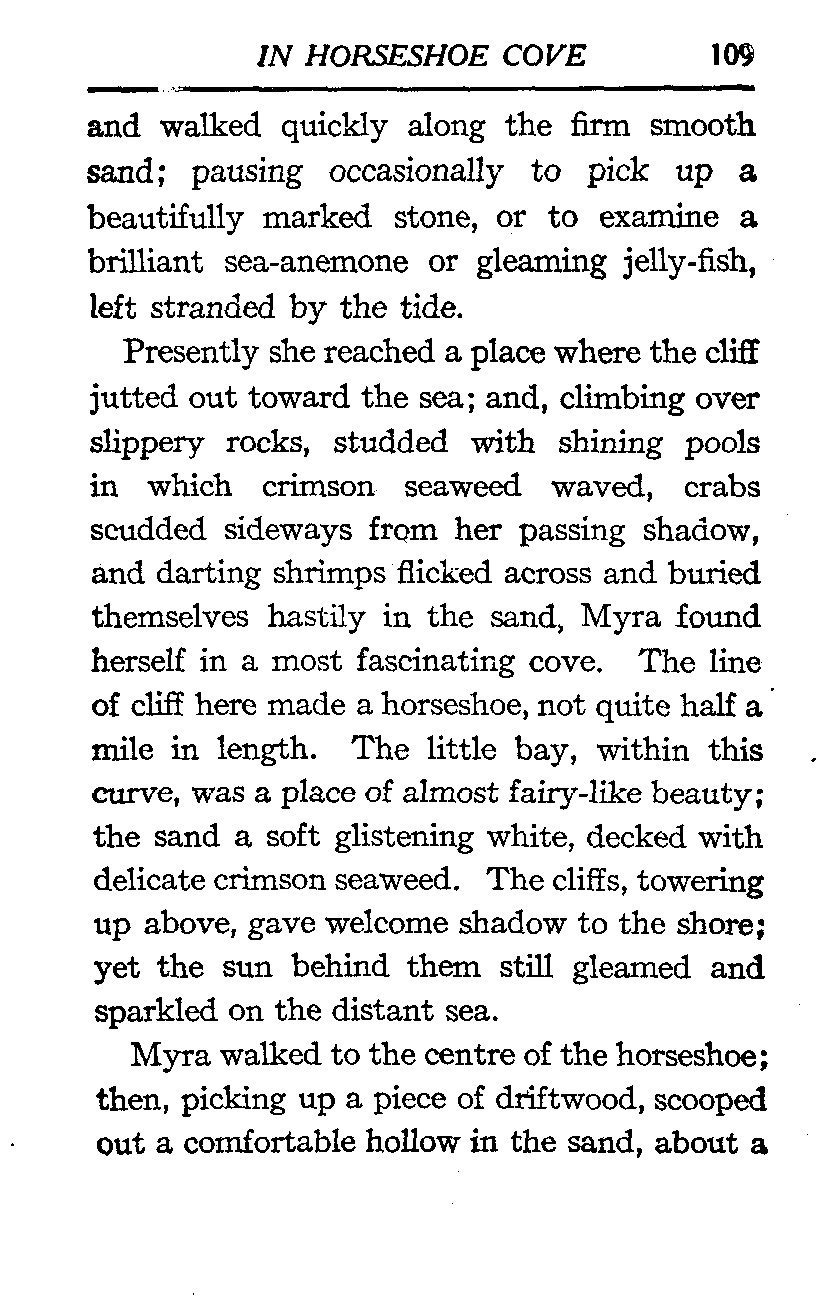 IN HORSESHOE COVE 109
and walked quickly along the firm smooth
sand; pausing occasionally to pick up a
beautifully marked stone, or to examine a
brilliant sea-anemone or gleaming jelly-fish,
left stranded by the tide.
Presently she reached a place where the cliff
jutted out toward the sea; and, climbing over
slippery rocks, studded with shining pools
in which crimson seaweed waved, crabs
scudded sideways from her passing shadow,
and darting shrimps flicked across and buried
themselves hastily in the sand, Myra found
herself in a most fascinating cove. The line
of cliff here made a horseshoe, not quite half a
mile in length. The little bay, within this
curve, was a place of almost fairy-like beauty;
the sand a soft glistening white, decked with
delicate crimson seaweed. The cliffs, towering
up above, gave welcome shadow to the shore;
yet the sun behind them still gleamed and
sparkled on the distant sea.
Myra walked to the centre of the horseshoe;
then, picking up a piece of driftwood, scooped
out a comfortable hollow in the sand, about a